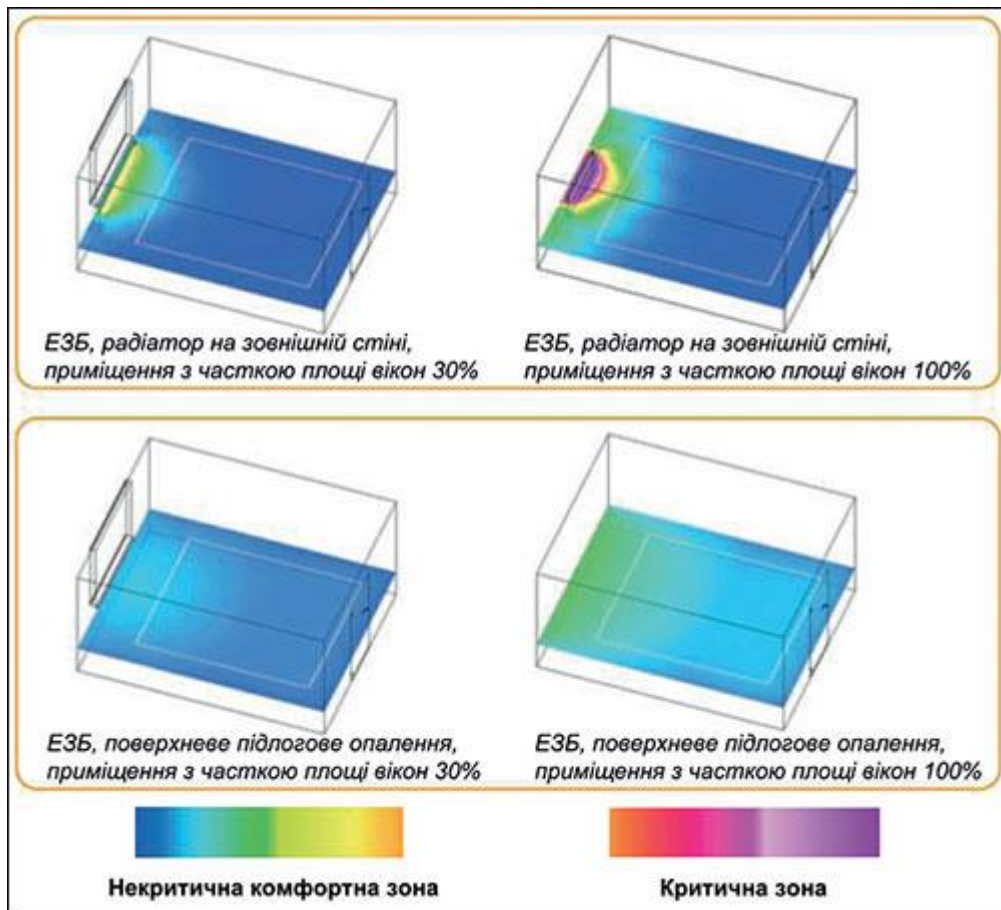 ЕЗБ, радіатор на зовнішній стіні,
приміщення з часткою площі вікон 30%
ЕЗБ, радіатор на зовнішній стіні,
приміщення з часткою площі вікон 100%
ЕЗБ, поверхневе підлогове опалення,
приміщення з часткою площі вікон 30%
ЕЗБ, поверхневе підлогове опалення,
приміщення з часткою площі вікон 100%
Некритична комфортна зона
Критична зона